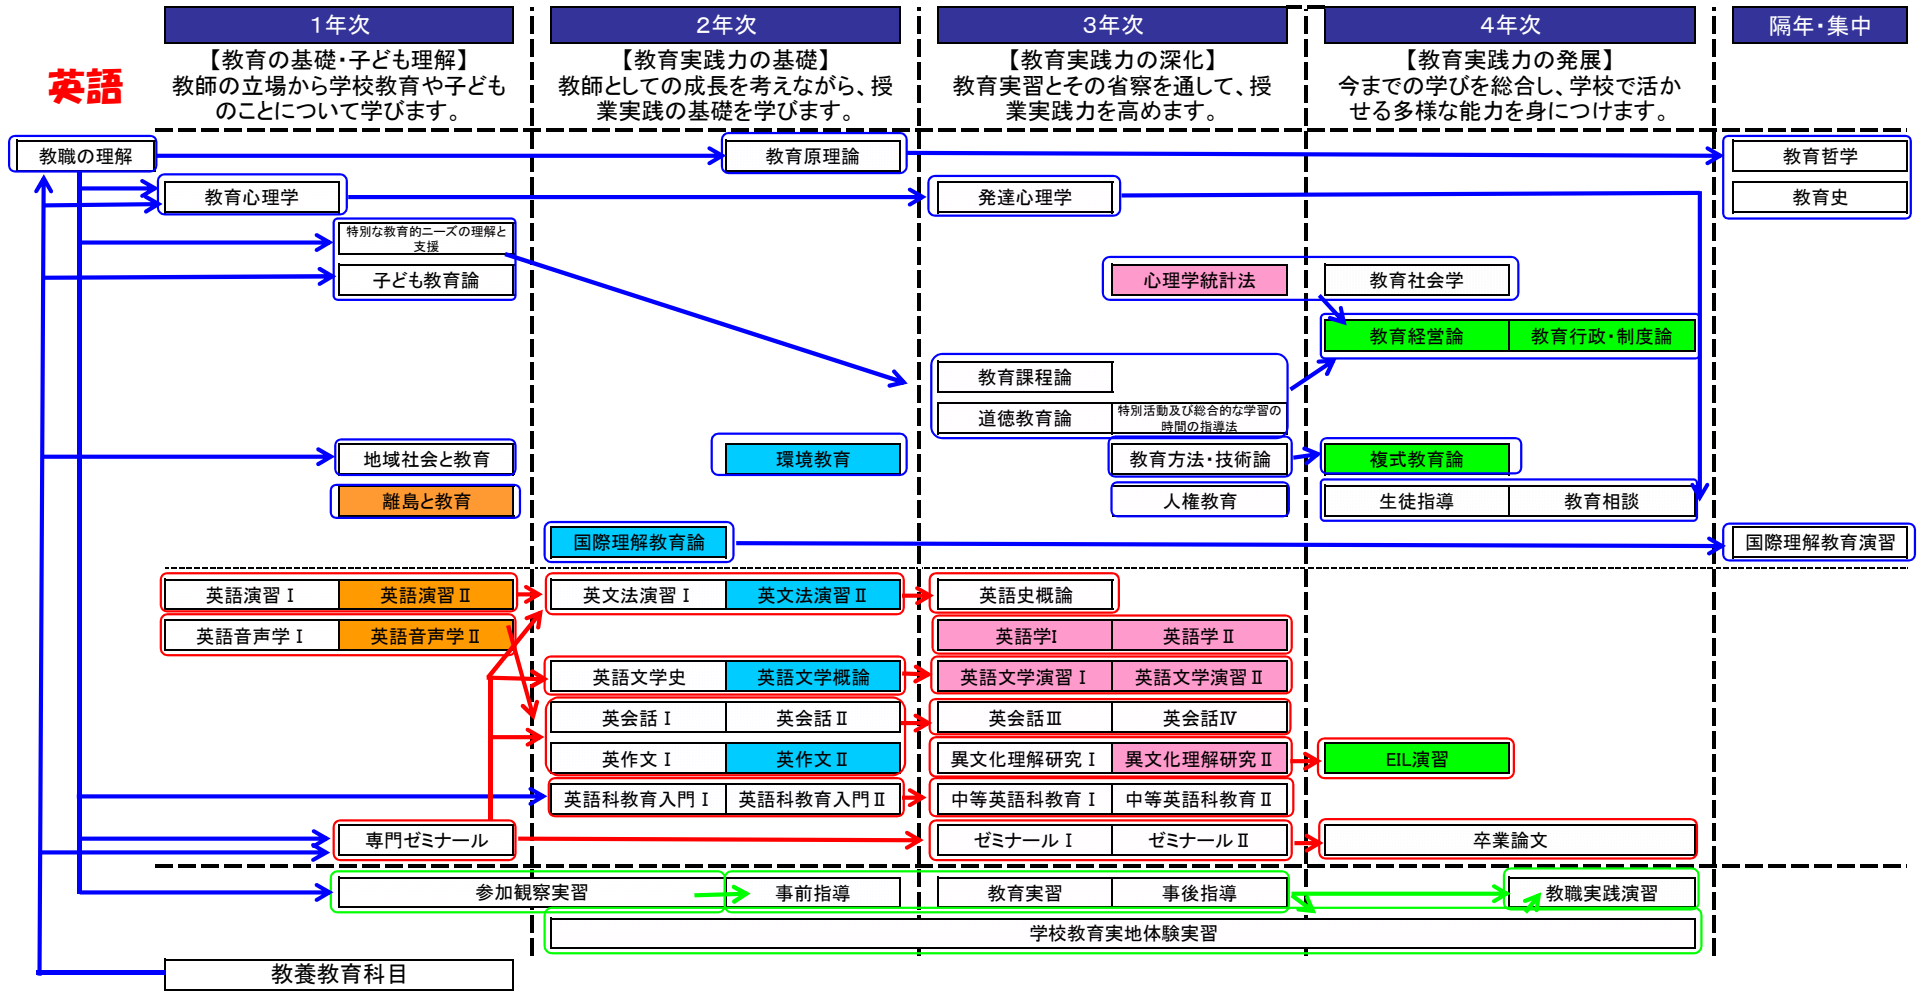 1年次
2年次
3年次
4年次
隔年・集中
英語
【教育の基礎・子ども理解】
教師の立場から学校教育や子ども
のことについて学びます。
【教育実践力の基礎】
教師としての成長を考えながら、授
業実践の基礎を学びます。
【教育実践力の深化】
教育実習とその省察を通して、授
業実践力を高めます。
【教育実践力の発展】
今までの学びを総合し、学校で活か
せる多様な能力を身につけます。
教職の理解
教育原理論
教育哲学
教育心理学
発達心理学
教育史
特別な教育的ニーズの理解と
支援
子ども教育論
心理学統計法
教育社会学
教育経営論
教育行政・制度論
教育課程論
道徳教育論
特別活動及び総合的な学習の
時間の指導法
地域社会と教育
環境教育
教育方法・技術論
複式教育論
離島と教育
人権教育
生徒指導
教育相談
国際理解教育論
国際理解教育演習
英語演習Ⅰ
英語演習Ⅱ
英文法演習Ⅰ
英文法演習Ⅱ
英語史概論
英語音声学Ⅰ
英語音声学Ⅱ
英語学I
英語学Ⅱ
英語文学史
英語文学概論
英語文学演習Ⅰ
英語文学演習Ⅱ
英会話Ⅰ
英会話Ⅱ
英会話Ⅲ
英会話Ⅳ
英作文Ⅰ
英作文Ⅱ
異文化理解研究Ⅰ
異文化理解研究Ⅱ
EIL演習
英語科教育入門Ⅰ
英語科教育入門Ⅱ
中等英語科教育Ⅰ
中等英語科教育Ⅱ
専門ゼミナール
ゼミナールⅠ
ゼミナールⅡ
卒業論文
参加観察実習
事前指導
教育実習
事後指導
教職実践演習
学校教育実地体験実習
教養教育科目